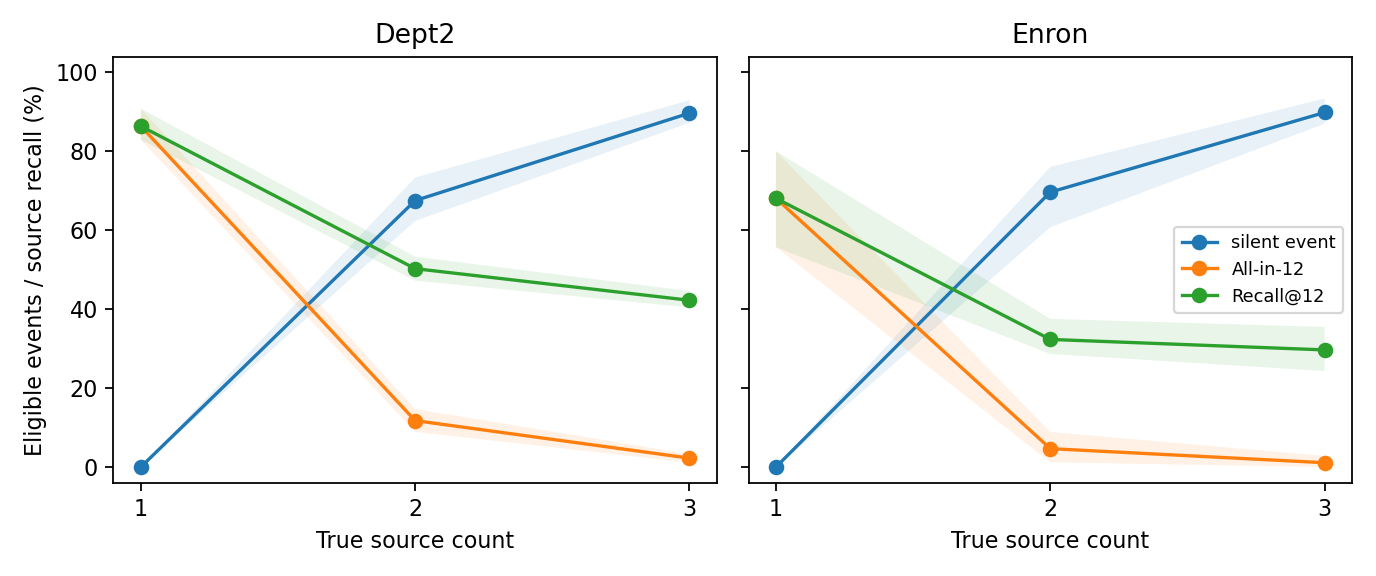 Dept2
Enron
Eligible events / source recall (%)
100
80
60
40
20
0
1
2
3
1
2
3
True source count
True source count
silent event
All-in-12
Recall@12